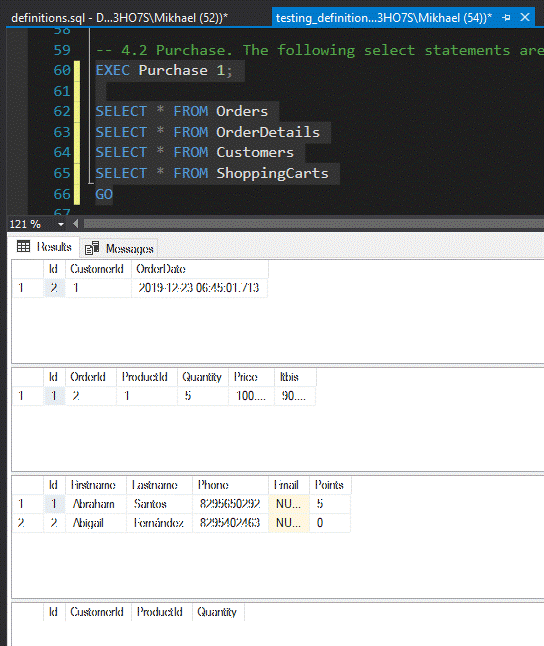 definitions.sql - D...3HO7S\Mikhael (52))* testing_definition...3HO7S\Mikhael (54))*
58
59 -- 4.2 Purchase. The following select statements are
60 EXEC Purchase 1;
61
62 SELECT * FROM Orders
63 SELECT * FROM OrderDetails
64 SELECT * FROM Customers
65 SELECT * FROM ShoppingCarts
66 GO
67
121 %
Results Messages
Id CustomerId OrderDate
1 2 1 2019-12-23 06:45:01.713
Id OrderId ProductId Quantity Price Itbis
1 1 2 1 5 100.... 90....
Id Firstname Lastname Phone Email Points
1 1 Abraham Santos 8295650292 NU... 5
2 2 Abigail Fernández 8295402463 NU... 0
Id CustomerId ProductId Quantity